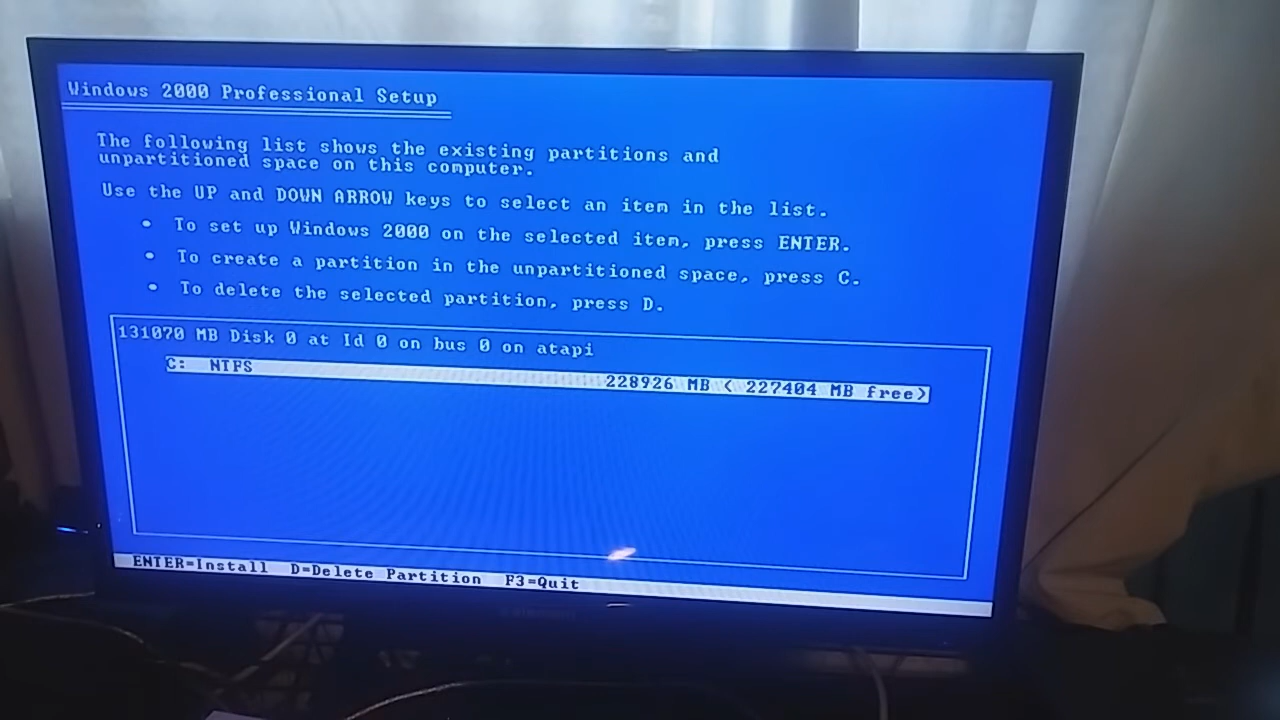 Windows 2000 Professional Setup
The following list shows the existing partitions and
unpartitioned space on this computer.
Use the UP and DOWN ARROW keys to select an item in the list.
• To set up Windows 2000 on the selected item, press ENTER.
• To create a partition in the unpartitioned space, press C.
• To delete the selected partition, press D.
131070 MB Disk 0 at Id 0 on bus 0 on atapi
C: NTFS 228926 MB ( 227404 MB free)
ENTER=Install D=Delete Partition F3=Quit